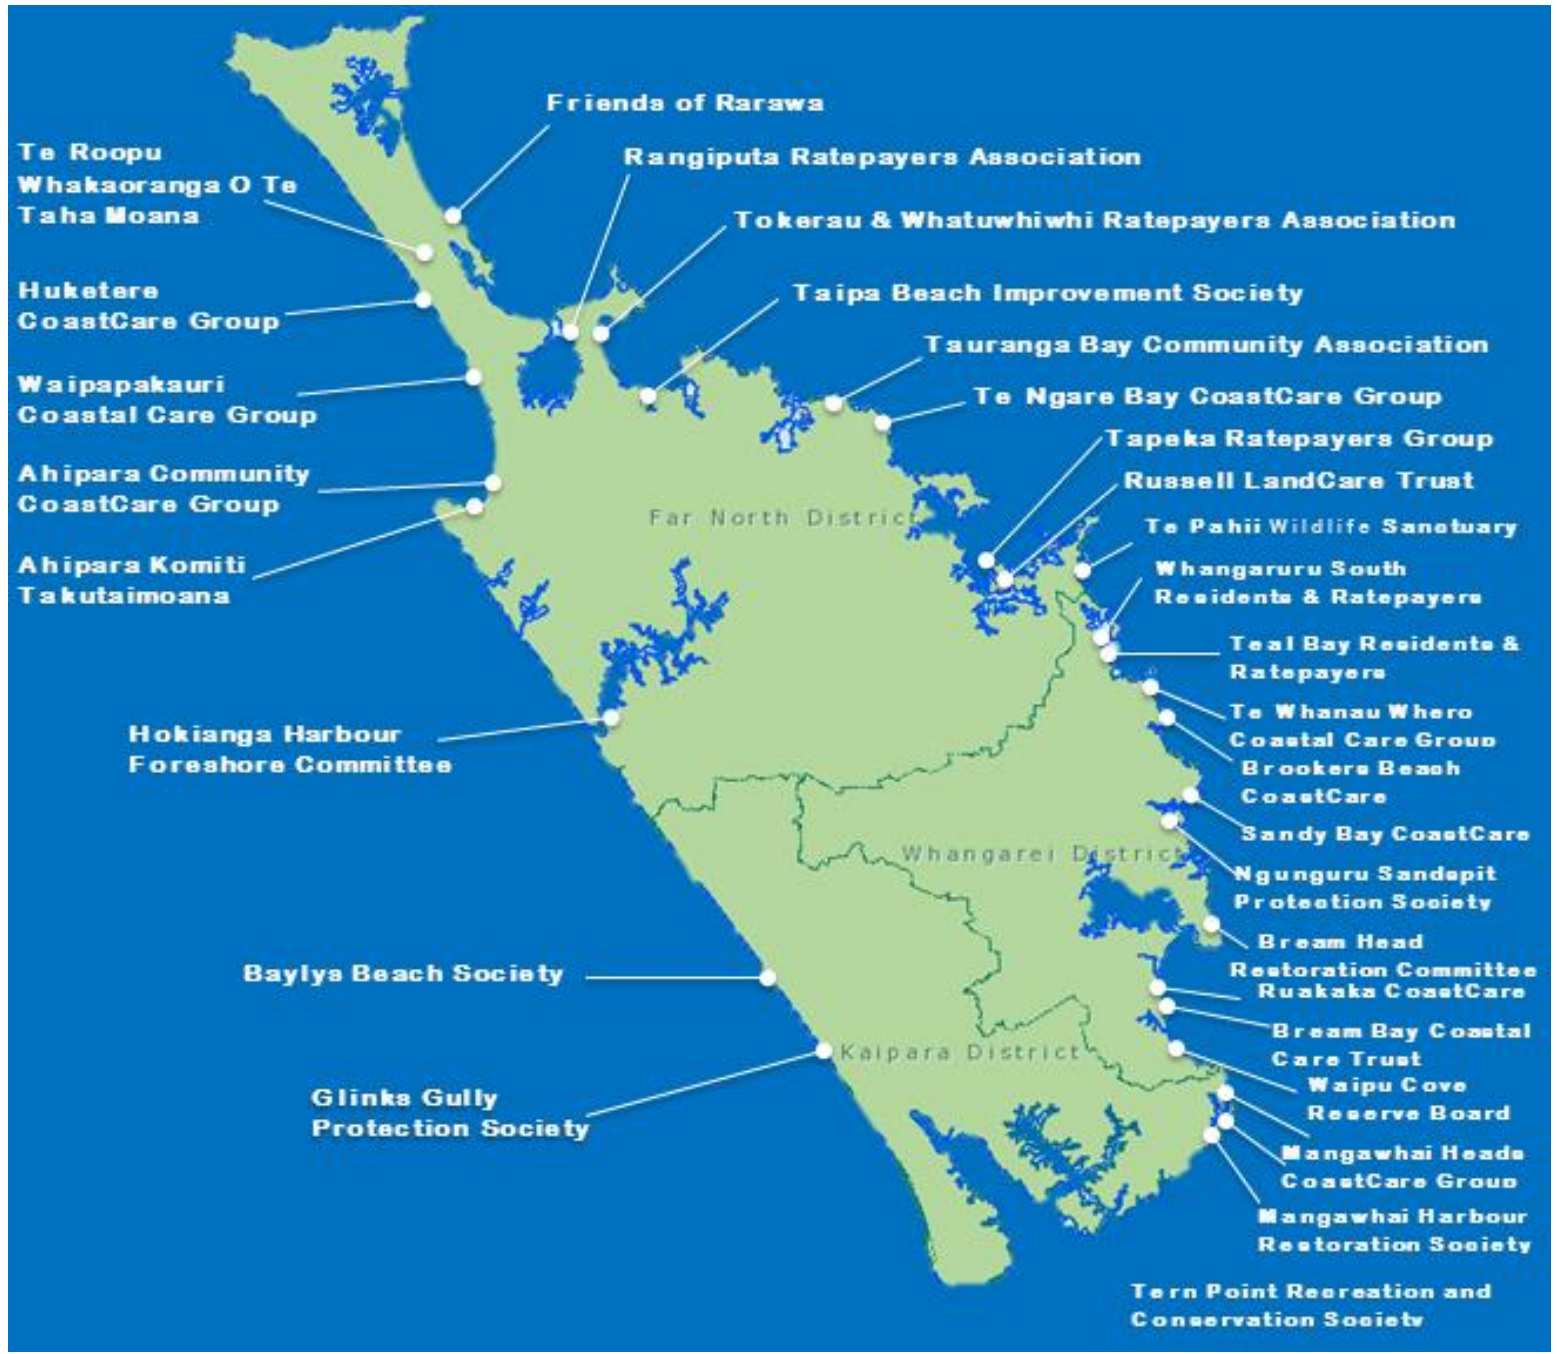 Friends of Rarawa
Te Roopu
Whakaoranga O Te
Taha Moana
Rangiputa Ratepayers Association
Tokerau & Whatuwhiwhi Ratepayers Association
Huketere
CoastCare Group
Taipa Beach Improvement Society
Tauranga Bay Community Association
Waipapakauri
Coastal Care Group
Te Ngare Bay CoastCare Group
Tapeka Ratepayers Group
Ahipara Community
CoastCare Group
Russell LandCare Trust
Far North District
Te Pahii Wildlife Sanctuary
Ahipara Komiti
Takutaimoana
Whangaruru South
Residents & Ratepayers
Teal Bay Residents &
Ratepayers
Te Whanau Whero
Coastal Care Group
Hokianga Harbour
Foreshore Committee
Brookers Beach
CoastCare
Sandy Bay CoastCare
Whangarei District
Ngunguru Sandspit
Protection Society
Bream Head
Restoration Committee
Baylys Beach Society
Ruakaka CoastCare
Bream Bay Coastal
Care Trust
Kaipara District
Waipu Cove
Reserve Board
Glinks Gully
Protection Society
Mangawhai Heads
CoastCare Group
Mangawhai Harbour
Restoration Society
Tern Point Recreation and
Conservation Society